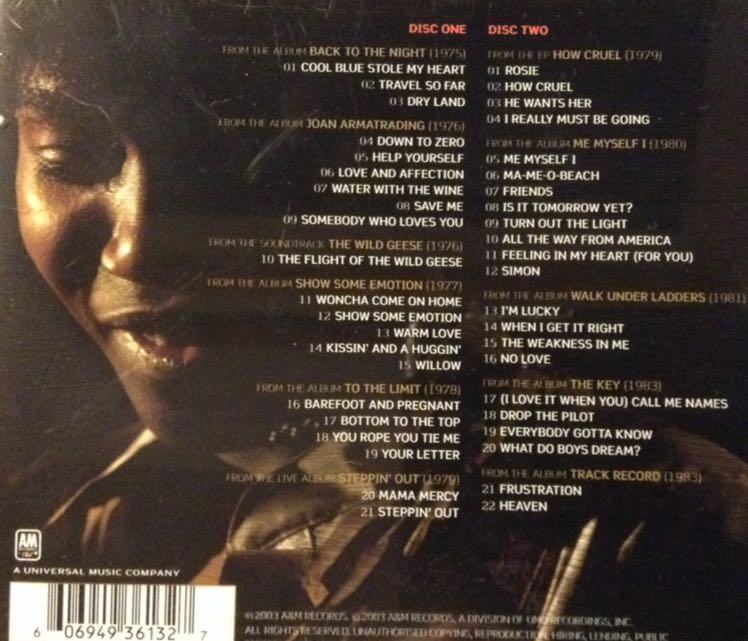 DISC ONE
FROM THE ALBUM BACK TO THE NIGHT (1975)
01 COOL BLUE STOLE MY HEART
02 TRAVEL SO FAR
03 DRY LAND
FROM THE ALBUM JOAN ARMATRADING (1976)
04 DOWN TO ZERO
05 HELP YOURSELF
06 LOVE AND AFFECTION
07 WATER WITH THE WINE
08 SAVE ME
09 SOMEBODY WHO LOVES YOU
FROM THE SOUNDTRACK THE WILD GEESE (1976)
10 THE FLIGHT OF THE WILD GEESE
FROM THE ALBUM SHOW SOME EMOTION (1977)
11 WONCHA COME ON HOME
12 SHOW SOME EMOTION
13 WARM LOVE
14 KISSIN' AND A HUGGIN'
15 WILLOW
FROM THE ALBUM TO THE LIMIT (1978)
16 BAREFOOT AND PREGNANT
17 BOTTOM TO THE TOP
18 YOU ROPE YOU TIE ME
19 YOUR LETTER
FROM THE LIVE ALBUM STEPPIN' OUT (1979)
20 MAMA MERCY
21 STEPPIN' OUT
DISC TWO
FROM THE EP HOW CRUEL (1979)
01 ROSIE
02 HOW CRUEL
03 HE WANTS HER
04 I REALLY MUST BE GOING
FROM THE ALBUM ME MYSELF I (1980)
05 ME MYSELF I
06 MA-ME-O-BEACH
07 FRIENDS
08 IS IT TOMORROW YET?
09 TURN OUT THE LIGHT
10 ALL THE WAY FROM AMERICA
11 FEELING IN MY HEART (FOR YOU)
12 SIMON
FROM THE ALBUM WALK UNDER LADDERS (1981)
13 I'M LUCKY
14 WHEN I GET IT RIGHT
15 THE WEAKNESS IN ME
16 NO LOVE
FROM THE ALBUM THE KEY (1983)
17 (I LOVE IT WHEN YOU) CALL ME NAMES
18 DROP THE PILOT
19 EVERYBODY GOTTA KNOW
20 WHAT DO BOYS DREAM?
FROM THE ALBUM TRACK RECORD (1983)
21 FRUSTRATION
22 HEAVEN
AM
A UNIVERSAL MUSIC COMPANY
6 06949 36132 7
℗ 2003 A&M RECORDS. © 2003 A&M RECORDS, A DIVISION OF UMG RECORDINGS, INC.
ALL RIGHTS RESERVED. UNAUTHORISED COPYING, REPRODUCTION, HIRING, LENDING, PUBLIC